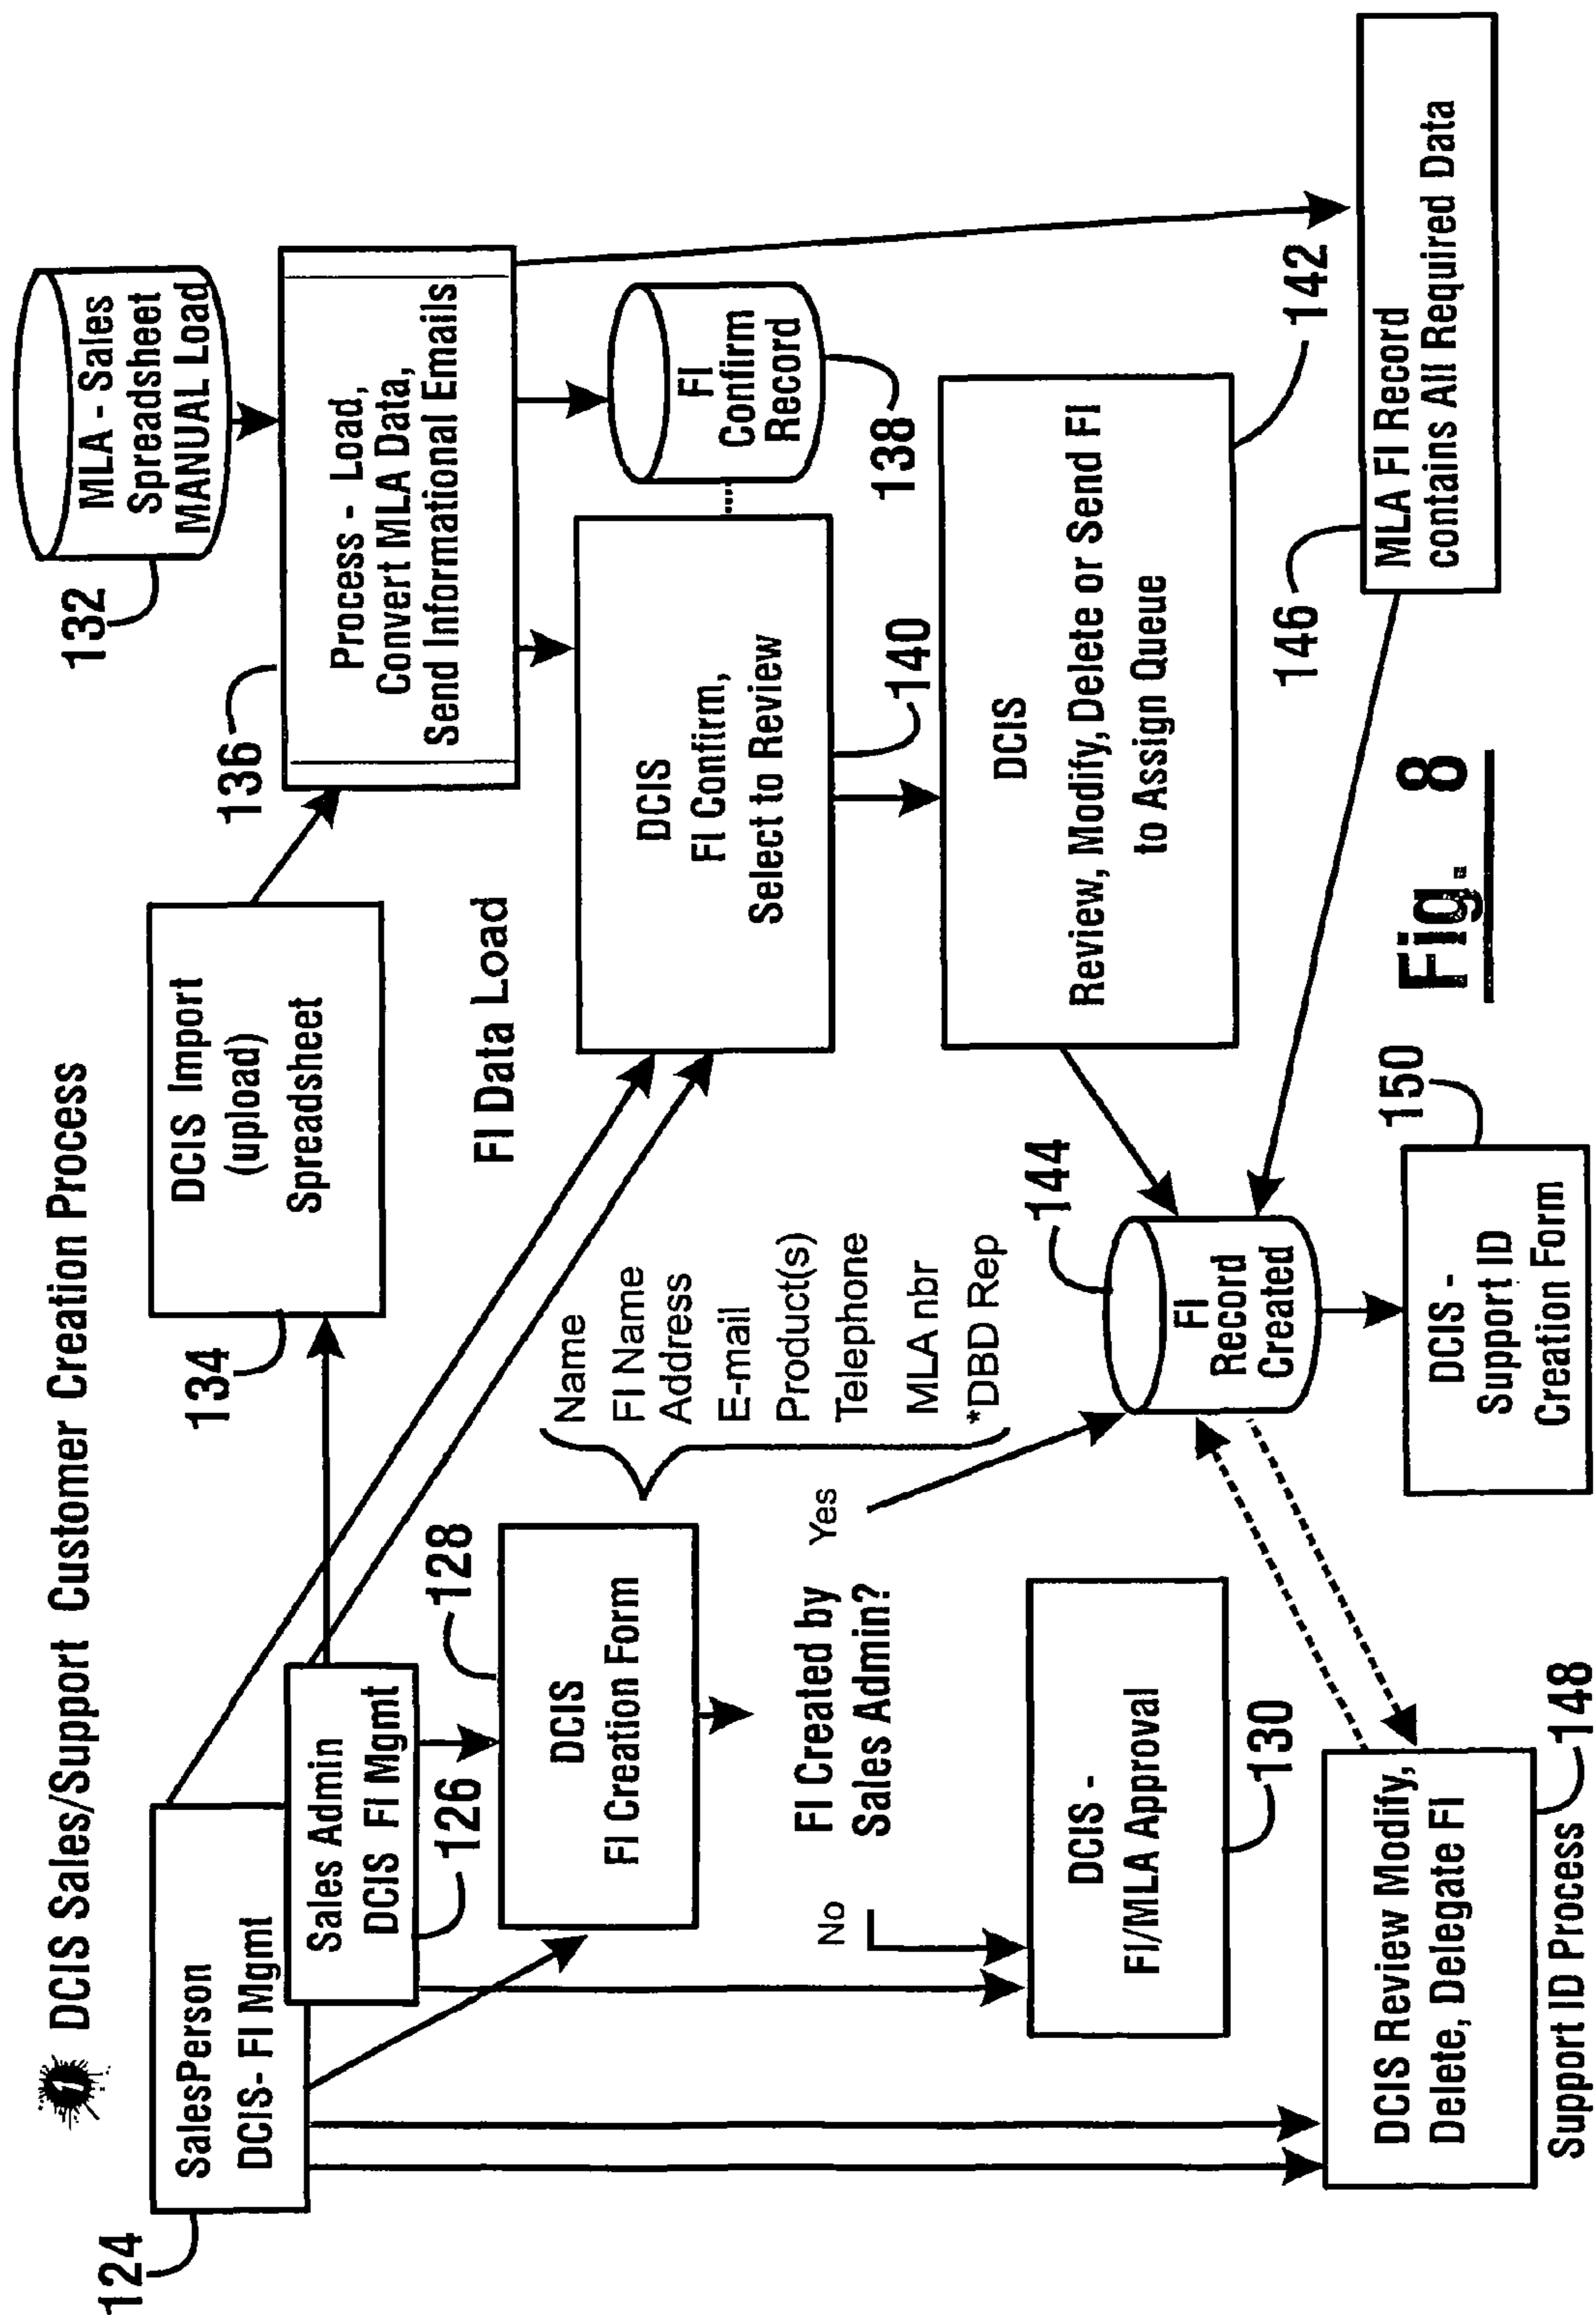 1 DCIS Sales/Support Customer Creation Process
124
SalesPerson
DCIS- FI Mgmt
Sales Admin
DCIS FI Mgmt
126
128
DCIS
FI Creation Form
Name
FI Name
Address
E-mail
Product(s)
Telephone
MLA nbr
*DBD Rep
FI Created by
Sales Admin?
Yes
No
DCIS -
FI/MLA Approval
130
132
MLA - Sales
Spreadsheet
MANUAL Load
134
DCIS Import
(upload)
Spreadsheet
136
Process - Load,
Convert MLA Data,
Send Informational Emails
FI Data Load
FI
Confirm
Record
138
DCIS
FI Confirm,
Select to Review
140
DCIS
Review, Modify, Delete or Send FI
to Assign Queue
142
144
FI
Record
Created
146
MLA FI Record
contains All Required Data
DCIS Review Modify,
Delete, Delegate FI
148
Support ID Process
150
DCIS -
Support ID
Creation Form
Fig. 8